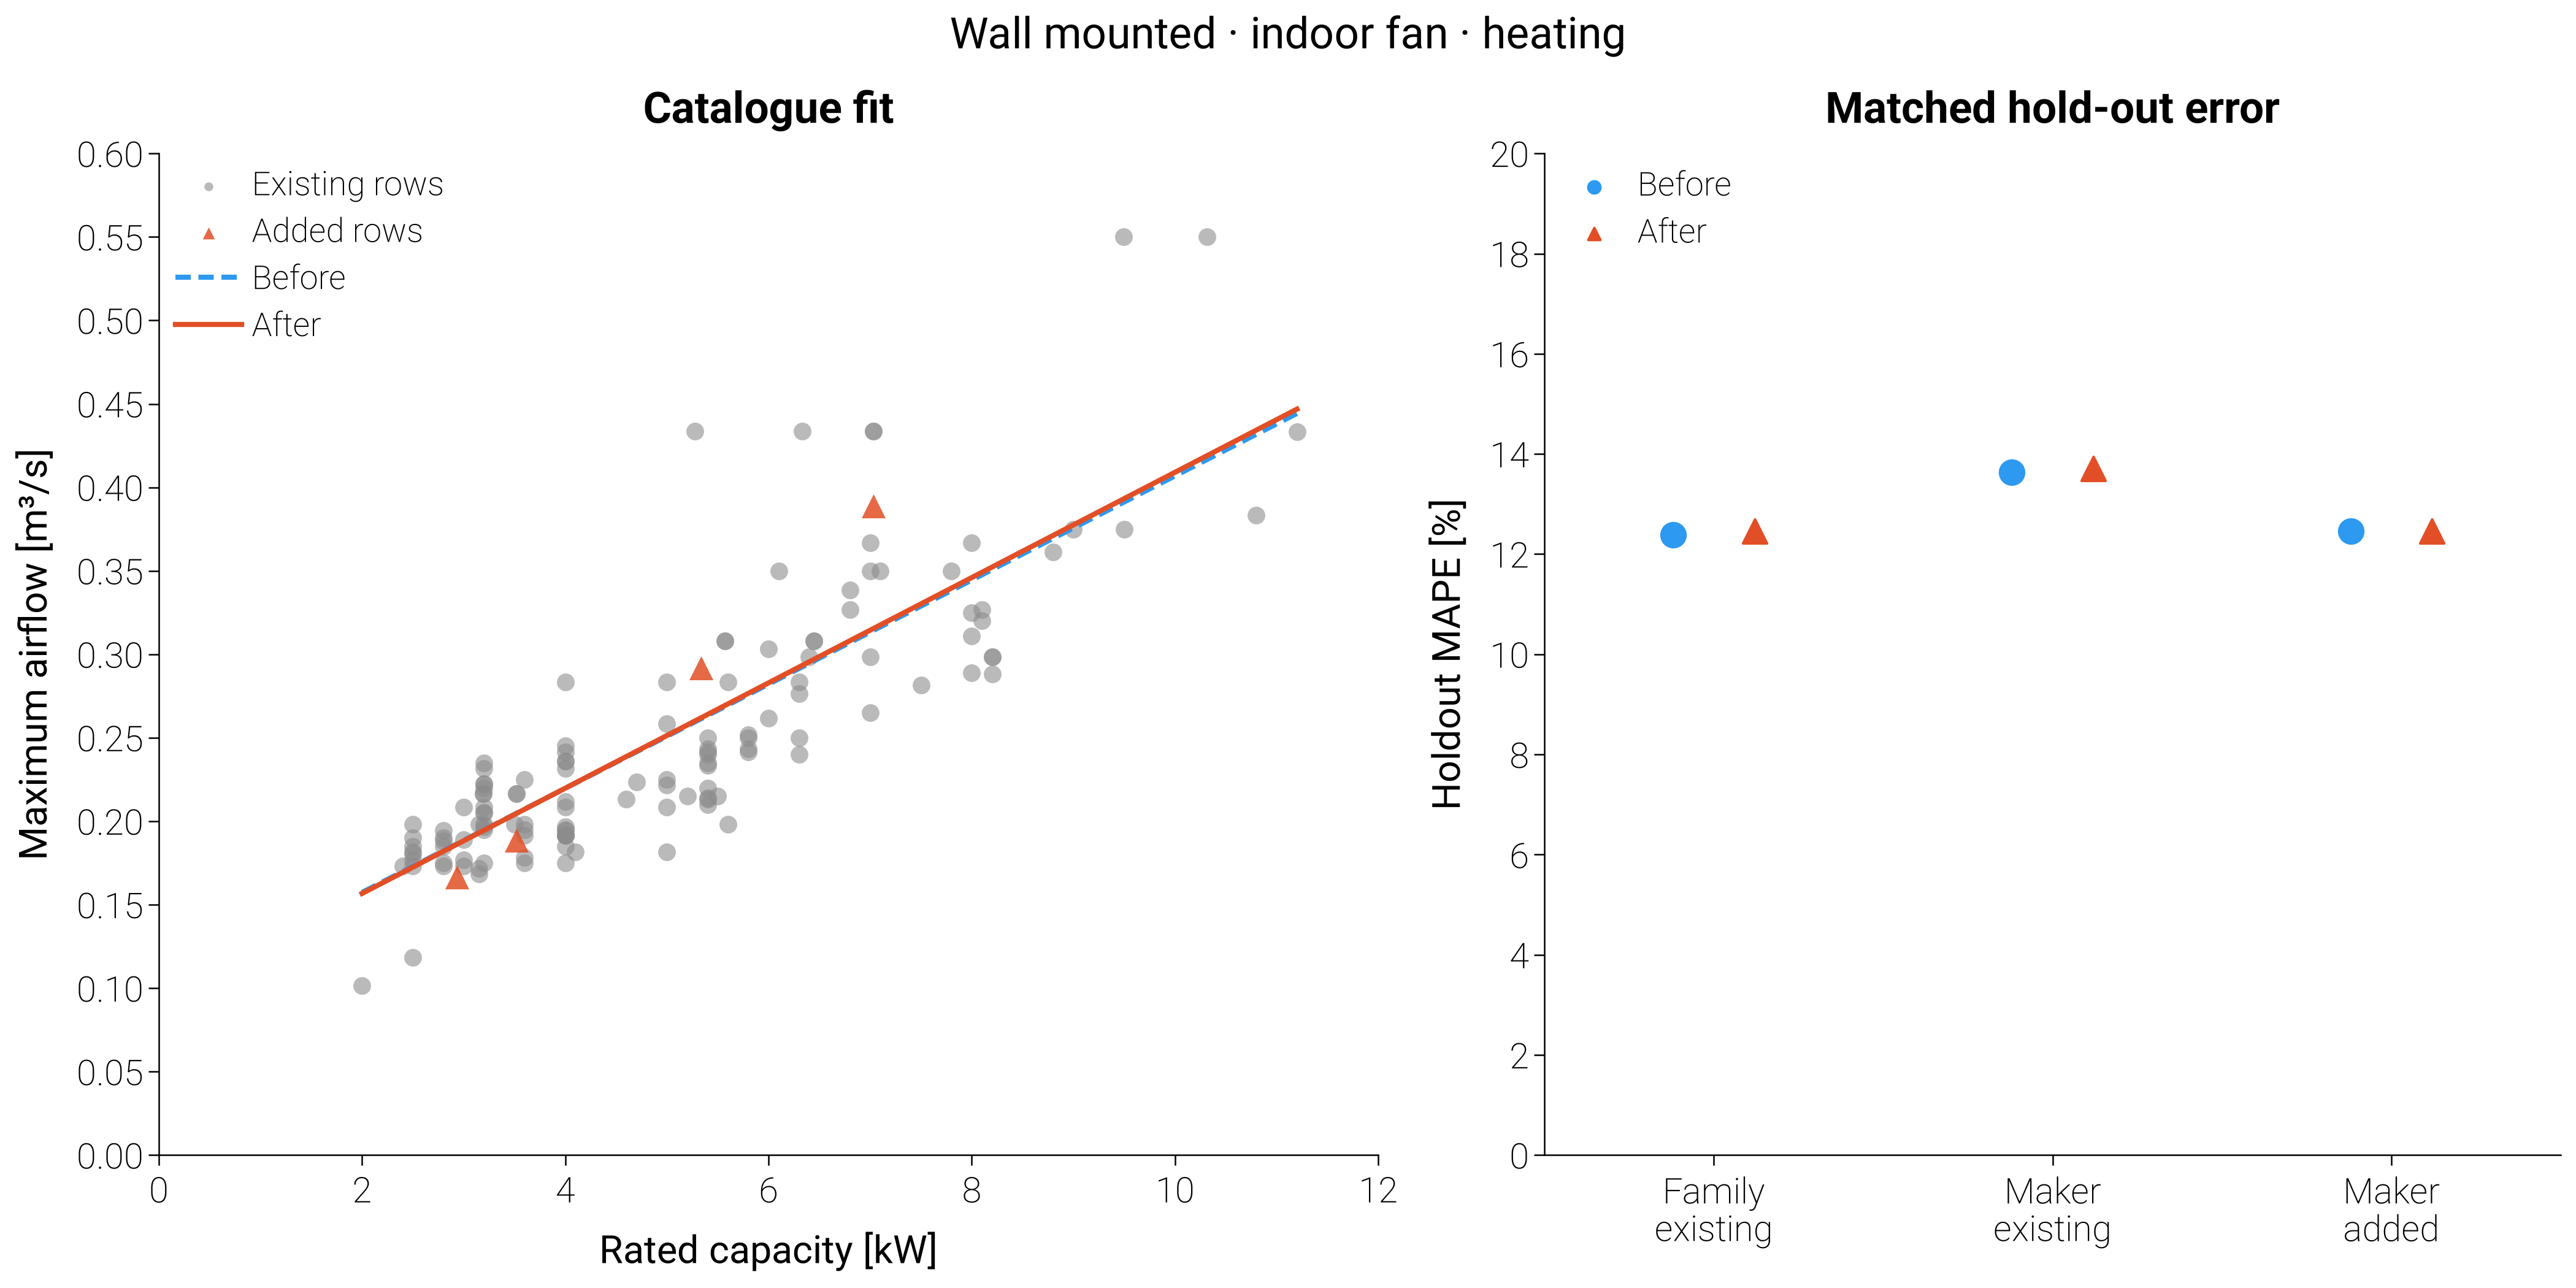 Wall mounted · indoor fan · heating
Catalogue fit
0.60
0.55
0.50
0.45
0.40
0.35
0.30
0.25
0.20
0.15
0.10
0.05
0.00
Existing rows
Added rows
Before
After
Maximum airflow [m³/s]
0
2
4
6
8
10
12
Rated capacity [kW]
Matched hold-out error
20
18
16
14
12
10
8
6
4
2
0
Before
After
Holdout MAPE [%]
Family
existing
Maker
existing
Maker
added